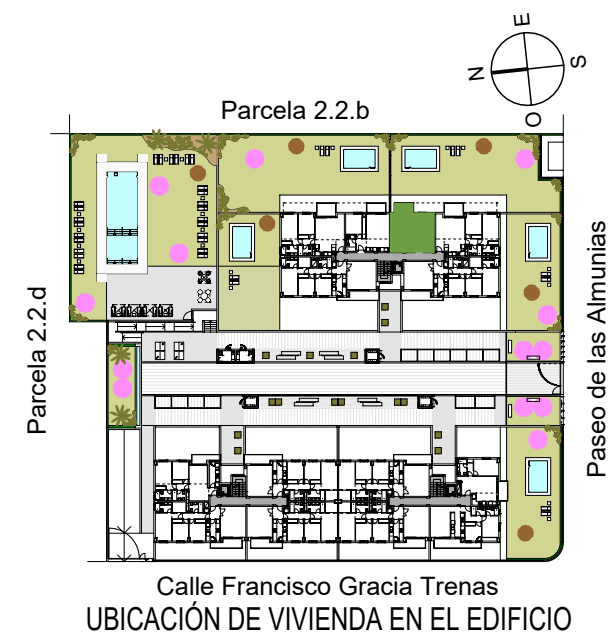 E
N
S
O
Parcela 2.2.b
Parcela 2.2.d
Paseo de las Almunias
Calle Francisco Gracia Trenas
UBICACIÓN DE VIVIENDA EN EL EDIFICIO